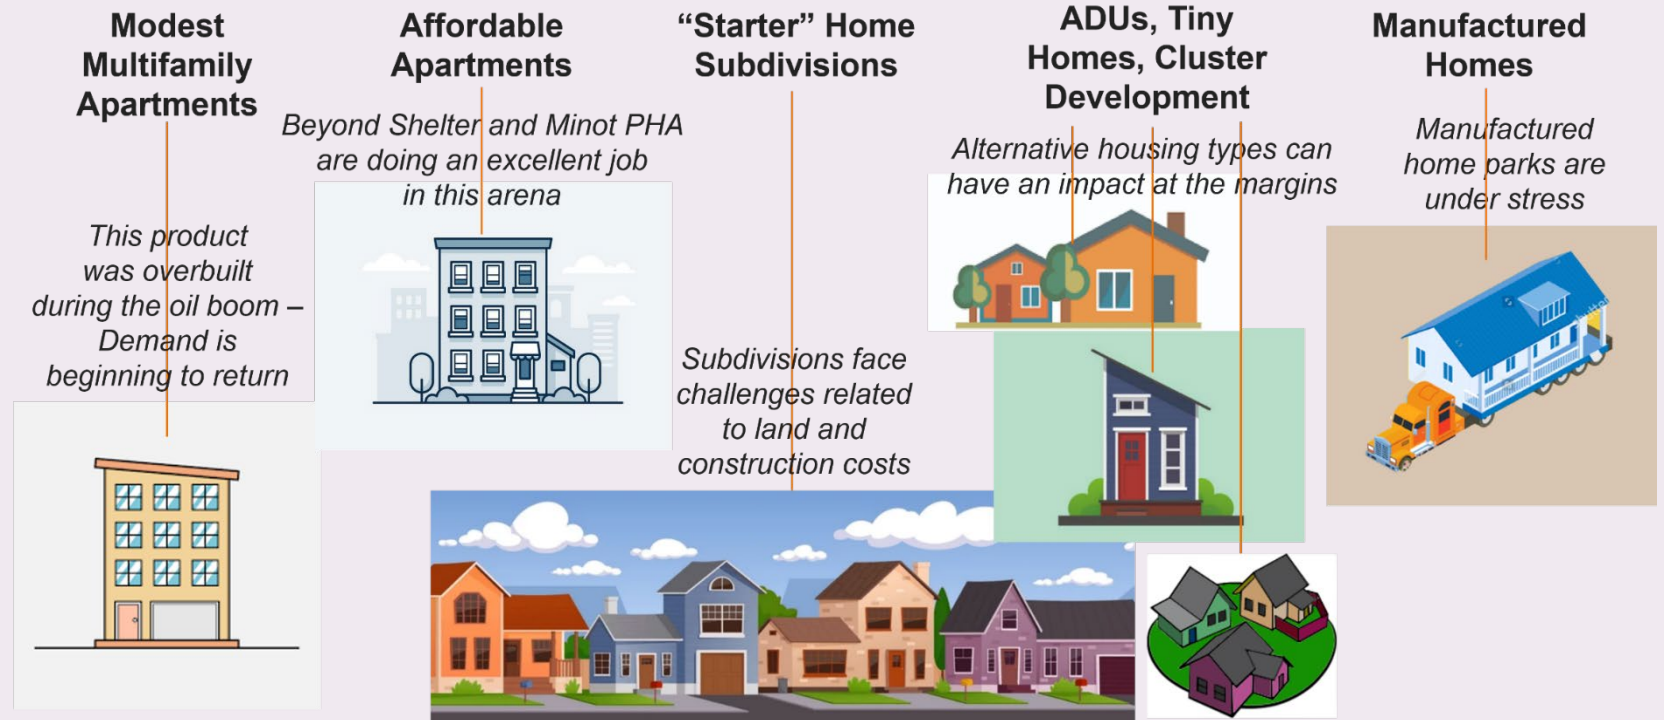 Modest
Multifamily
Apartments
This product
was overbuilt
during the oil boom –
Demand is
beginning to return
Affordable
Apartments
Beyond Shelter and Minot PHA
are doing an excellent job
in this arena
“Starter” Home
Subdivisions
Subdivisions face
challenges related
to land and
construction costs
ADUs, Tiny
Homes, Cluster
Development
Alternative housing types can
have an impact at the margins
Manufactured
Homes
Manufactured
home parks are
under stress